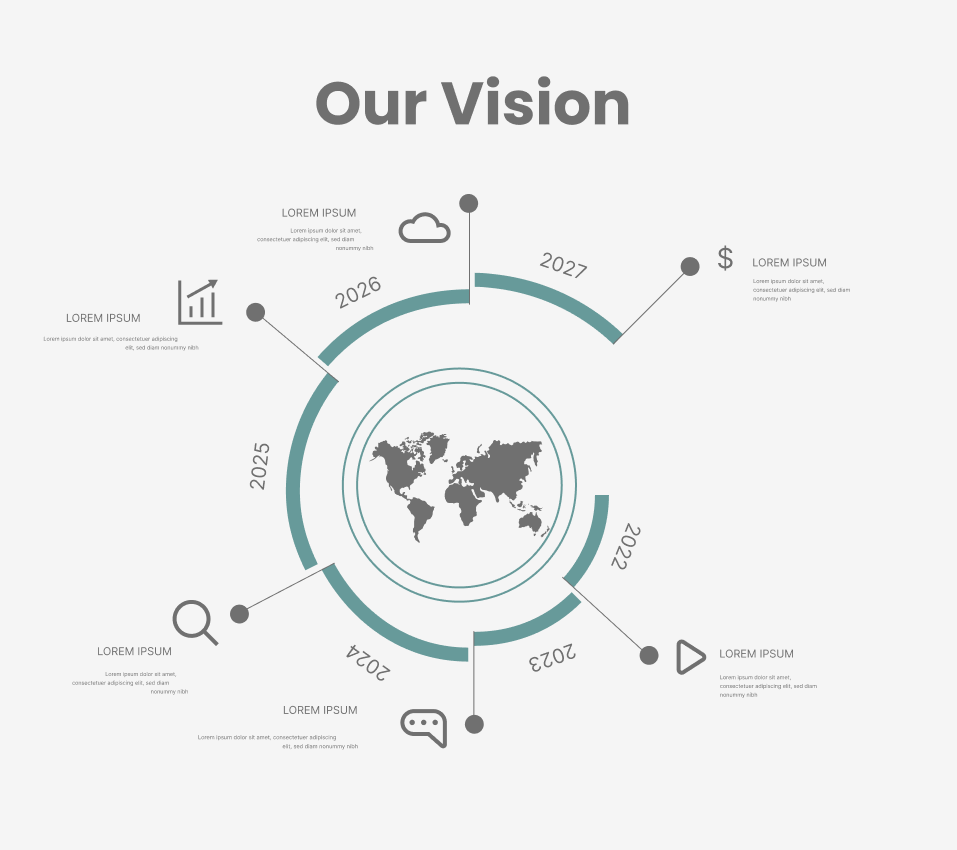 Our Vision
LOREM IPSUM
Lorem ipsum dolor sit amet,
consectetuer adipiscing elit, sed diam
nonummy nibh
2027
$
LOREM IPSUM
Lorem ipsum dolor sit amet,
consectetuer adipiscing elit, sed diam
nonummy nibh
2026
LOREM IPSUM
Lorem ipsum dolor sit amet, consectetuer adipiscing
elit, sed diam nonummy nibh
2025
2022
LOREM IPSUM
Lorem ipsum dolor sit amet,
consectetuer adipiscing elit, sed diam
nonummy nibh
2024
2023
LOREM IPSUM
Lorem ipsum dolor sit amet,
consectetuer adipiscing elit, sed diam
nonummy nibh
LOREM IPSUM
Lorem ipsum dolor sit amet, consectetuer adipiscing
elit, sed diam nonummy nibh